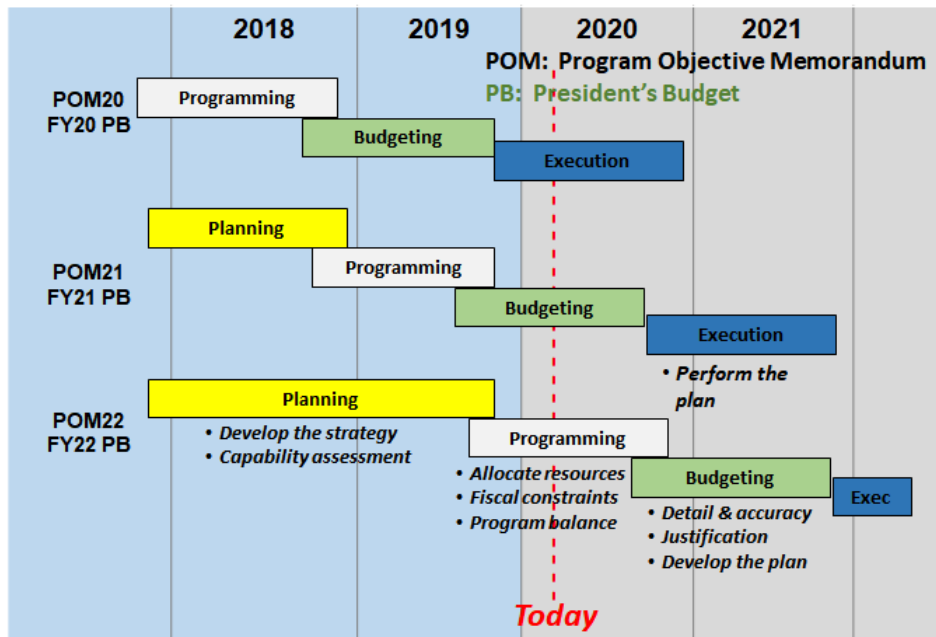 2018 2019 2020 2021
POM: Program Objective Memorandum
PB: President's Budget
POM20
FY20 PB
Programming
Budgeting
Execution
POM21
FY21 PB
Planning
Programming
Budgeting
Execution
• Perform the
plan
POM22
FY22 PB
Planning
• Develop the strategy
• Capability assessment
Programming
• Allocate resources
• Fiscal constraints
• Program balance
Budgeting
• Detail & accuracy
• Justification
• Develop the plan
Exec
Today